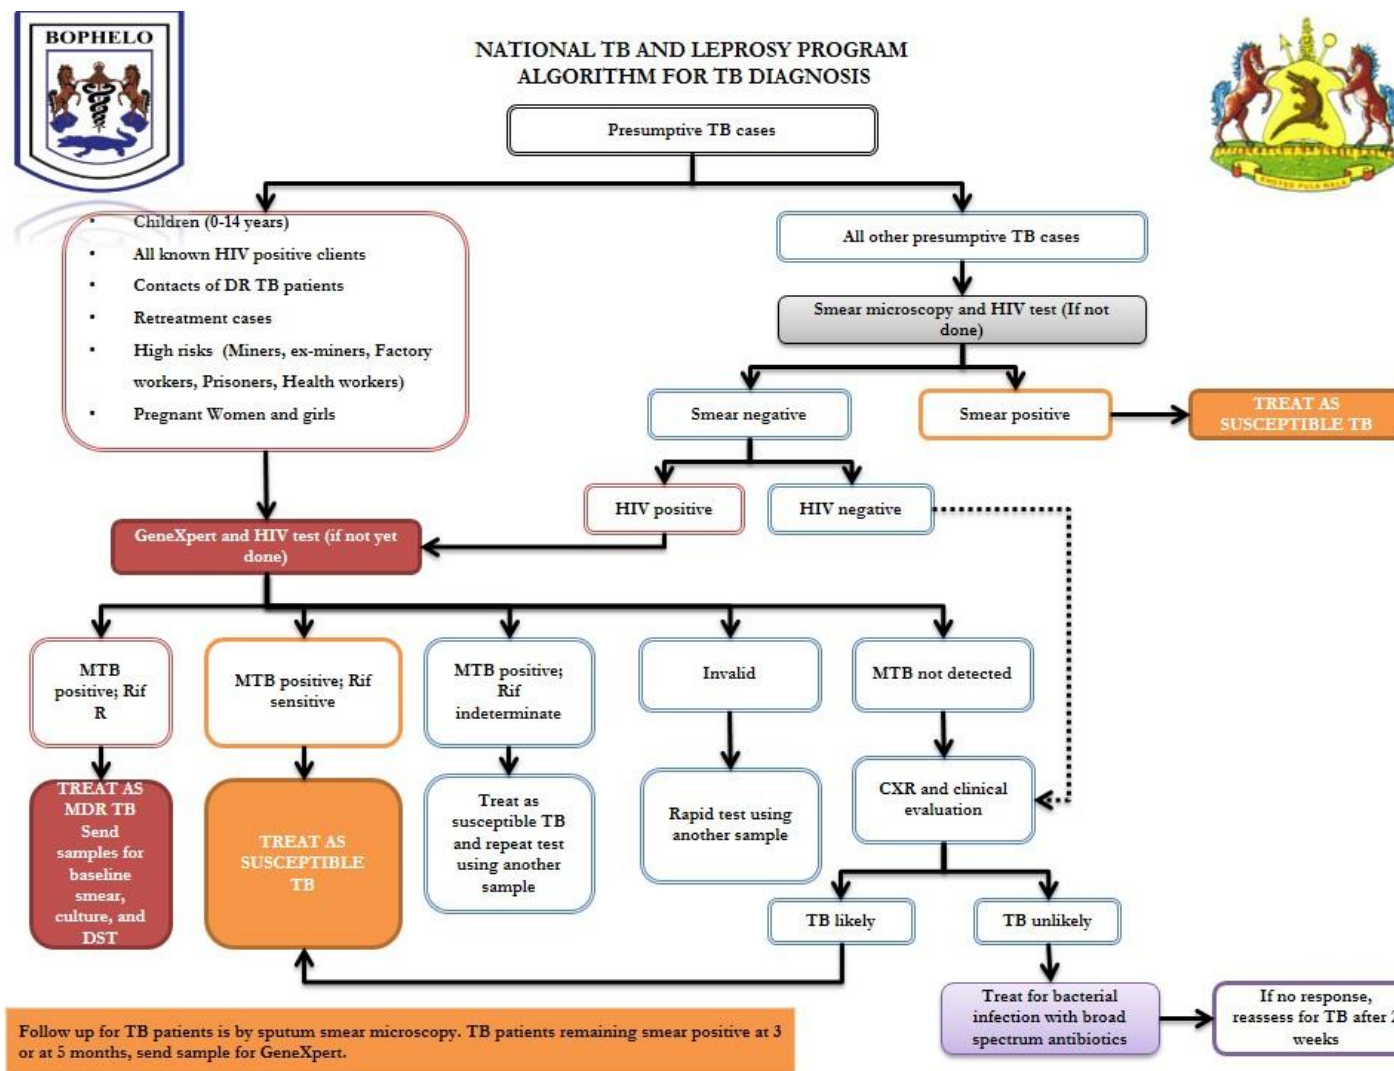 BOPHELO
NATIONAL TB AND LEPROSY PROGRAM
ALGORITHM FOR TB DIAGNOSIS
KHOTSO PULA NALA
Presumptive TB cases
• Children (0-14 years)
• All known HIV positive clients
• Contacts of DR TB patients
• Retreatment cases
• High risks (Miners, ex-miners, Factory
workers, Prisoners, Health workers)
• Pregnant Women and girls
All other presumptive TB cases
Smear microscopy and HIV test (If not
done)
Smear negative
Smear positive
TREAT AS
SUSCEPTIBLE TB
HIV positive
HIV negative
GeneXpert and HIV test (if not yet
done)
MTB
positive; Rif
R
MTB positive; Rif
sensitive
MTB positive;
Rif
indeterminate
Invalid
MTB not detected
TREAT AS
MDR TB
Send
samples for
baseline
smear,
culture, and
DST
TREAT AS
SUSCEPTIBLE
TB
Treat as
susceptible TB
and repeat test
using another
sample
Rapid test using
another sample
CXR and clinical
evaluation
TB likely
TB unlikely
Treat for bacterial
infection with broad
spectrum antibiotics
If no response,
reassess for TB after
weeks
Follow up for TB patients is by sputum smear microscopy. TB patients remaining smear positive at 3
or at 5 months, send sample for GeneXpert.